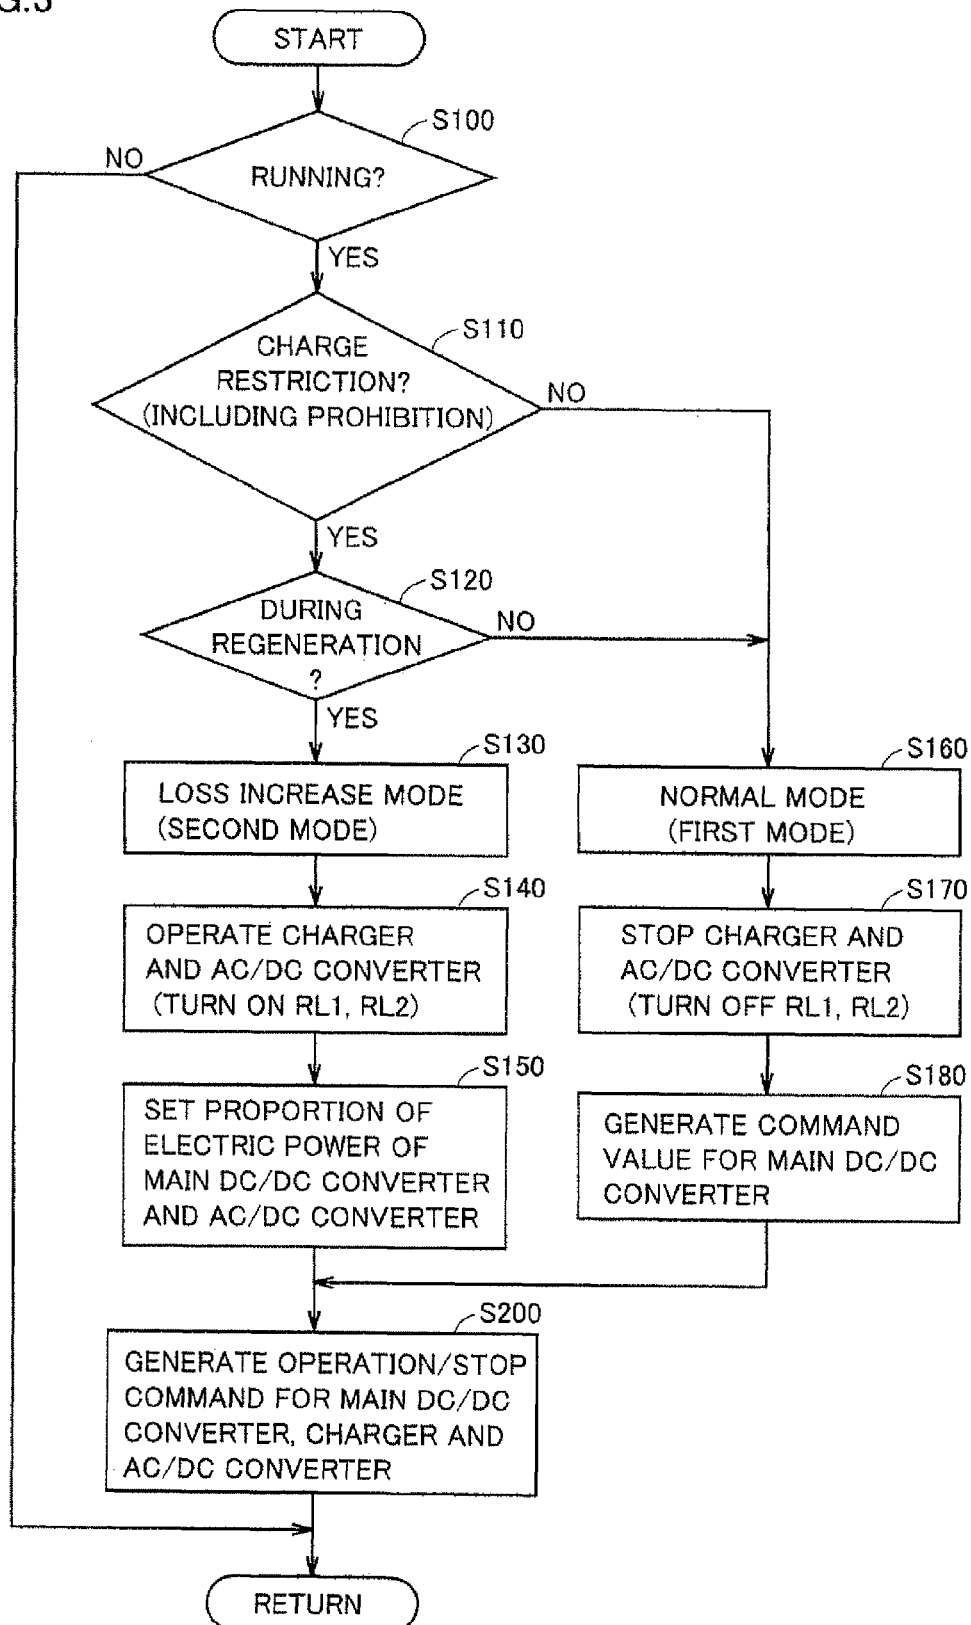 G.3
START
S100
RUNNING?
NO
YES
S110
CHARGE
RESTRICTION?
(INCLUDING PROHIBITION)
NO
YES
S120
DURING
REGENERATION
?
NO
YES
S130
LOSS INCREASE MODE
(SECOND MODE)
S160
NORMAL MODE
(FIRST MODE)
S140
OPERATE CHARGER
AND AC/DC CONVERTER
(TURN ON RL1, RL2)
S170
STOP CHARGER AND
AC/DC CONVERTER
(TURN OFF RL1, RL2)
S150
SET PROPORTION OF
ELECTRIC POWER OF
MAIN DC/DC CONVERTER
AND AC/DC CONVERTER
S180
GENERATE COMMAND
VALUE FOR MAIN DC/DC
CONVERTER
S200
GENERATE OPERATION/STOP
COMMAND FOR MAIN DC/DC
CONVERTER, CHARGER AND
AC/DC CONVERTER
RETURN